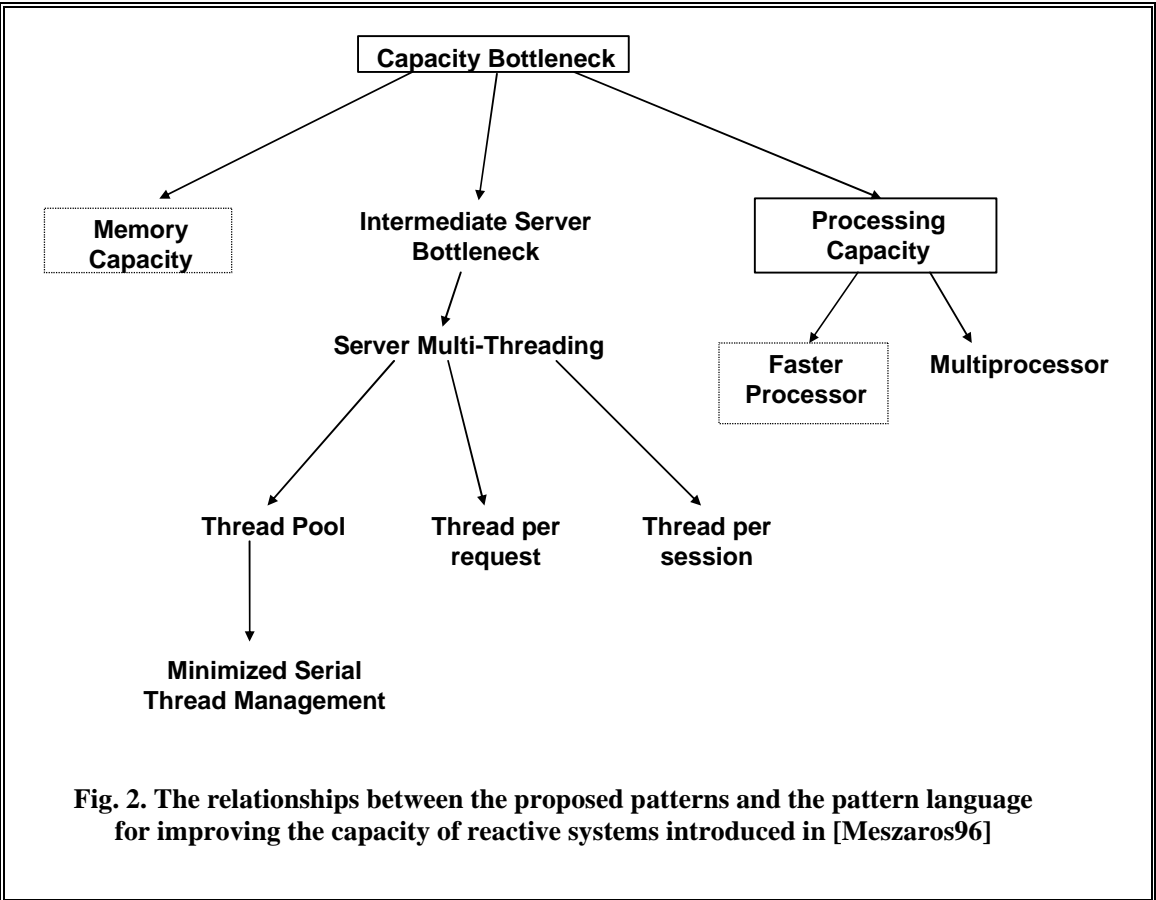 Capacity Bottleneck
Memory
Capacity
Intermediate Server
Bottleneck
Processing
Capacity
Server Multi-Threading
Faster
Processor
Multiprocessor
Thread Pool
Thread per
request
Thread per
session
Minimized Serial
Thread Management
Fig. 2. The relationships between the proposed patterns and the pattern language
for improving the capacity of reactive systems introduced in [Meszaros96]